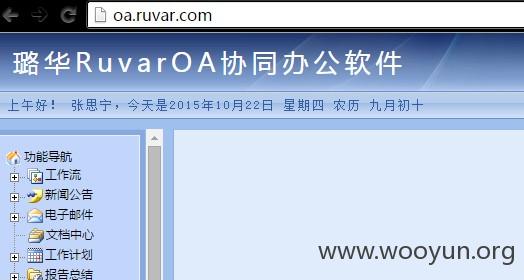 oa.ruvar.com
璐华RuvarOA协同办公软件
上午好！ 张思宁，今天是2015年10月22日 星期四 农历 九月初十
功能导航
工作流
新闻公告
电子邮件
文档中心
工作计划
报告总结
www.wooyun.org